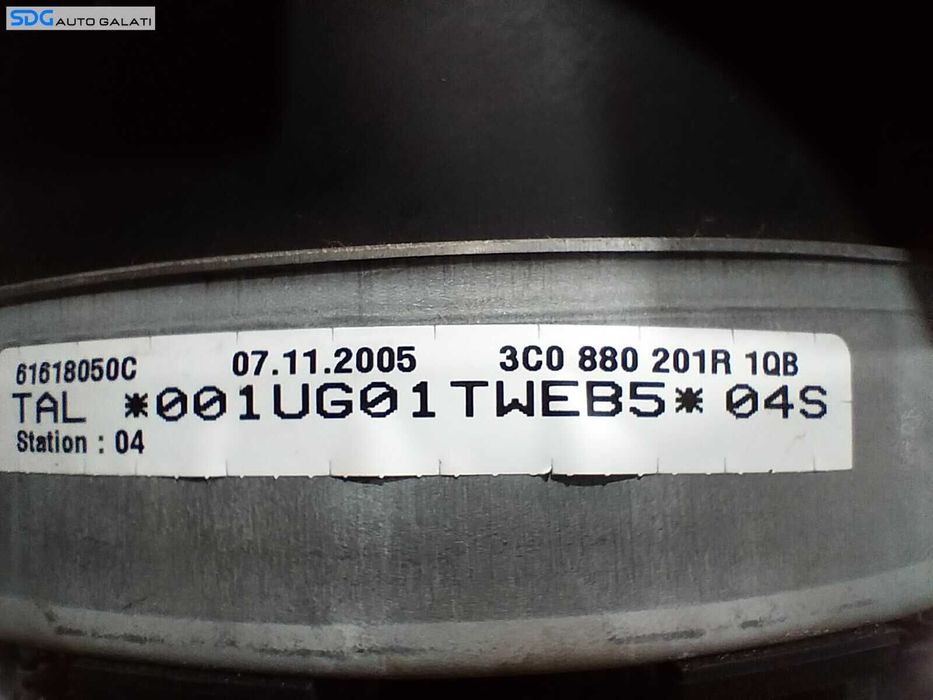 SDG AUTO GALATI
61618050C 07.11.2005 3C0 880 201R 1QB
TAL *001UG01TWEB5* 04S
Station : 04